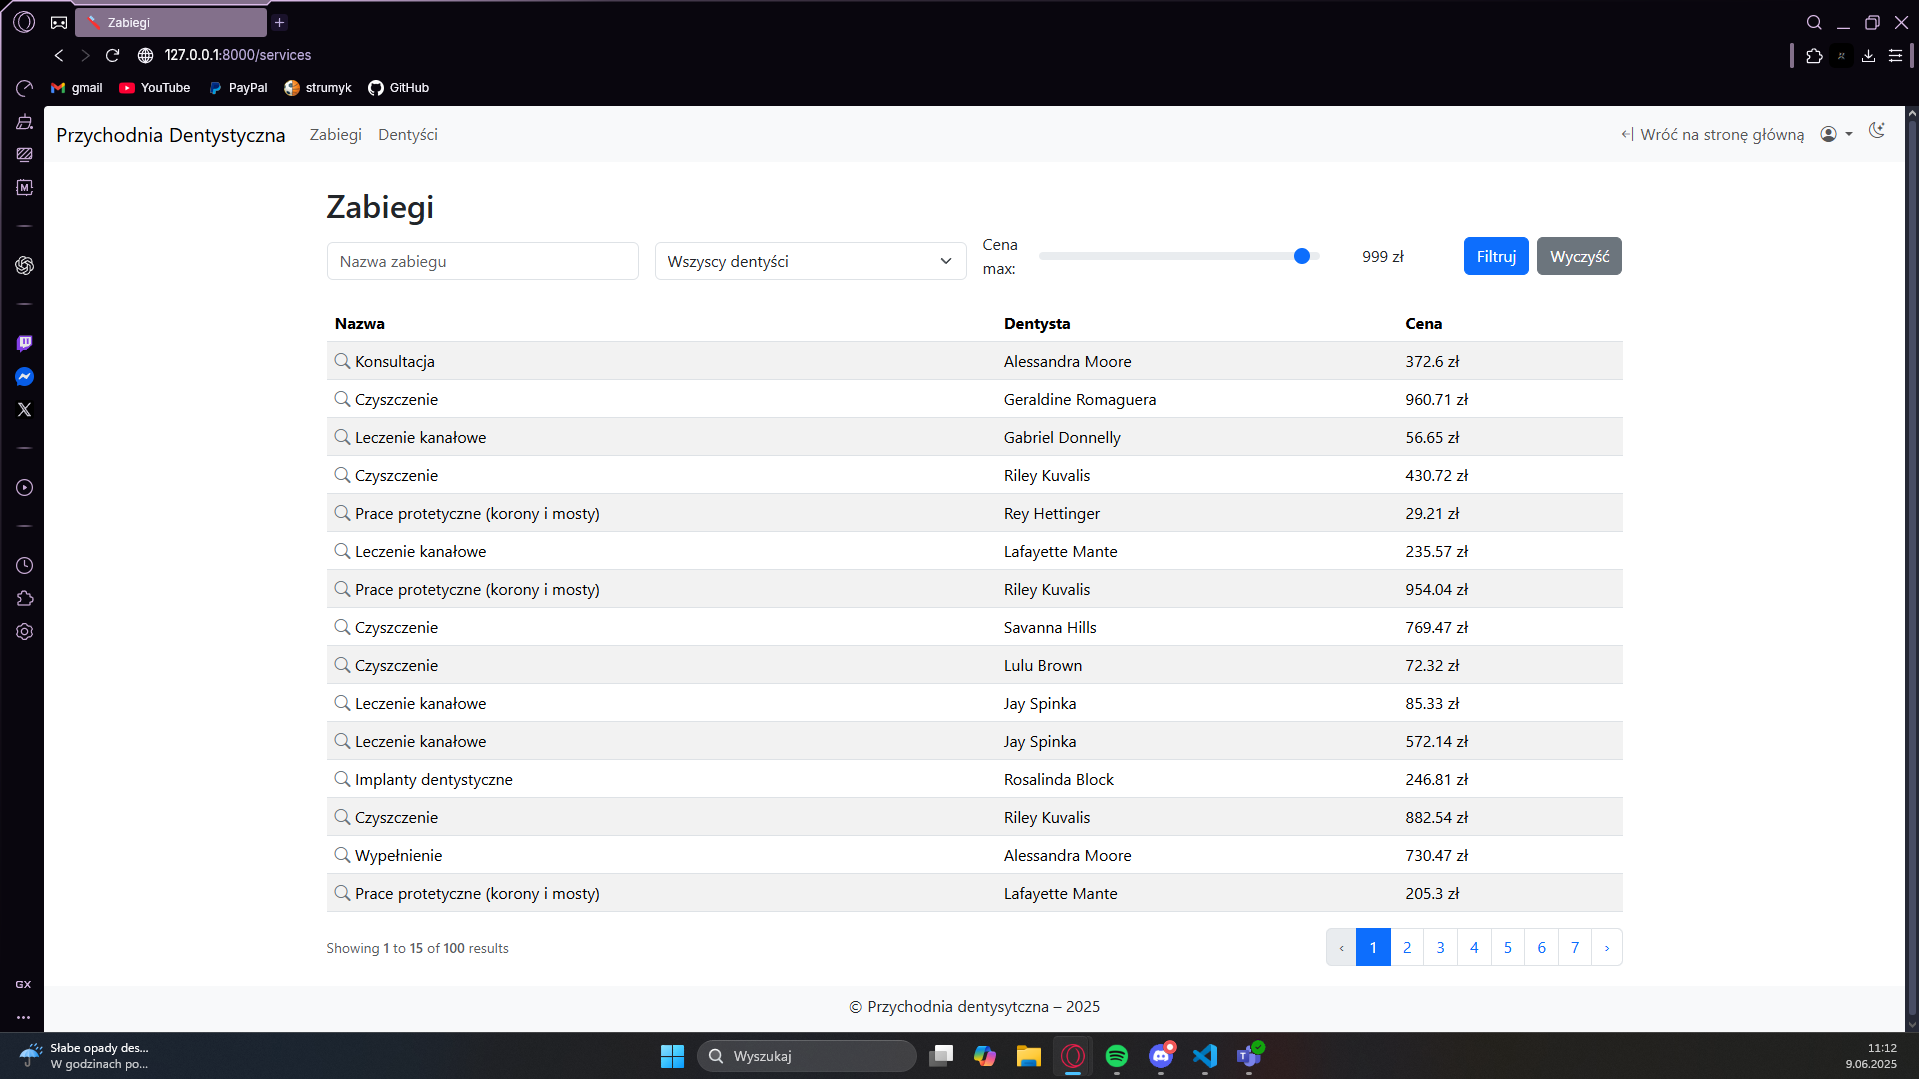 Zabiegi
127.0.0.1:8000/services
gmail YouTube PayPal strumyk GitHub
Przychodnia Dentystyczna Zabiegi Dentyści Wróć na stronę główną
Zabiegi
Nazwa zabiegu Wszyscy dentyści Cena max: 999 zł Filtruj Wyczyść
Nazwa Dentysta Cena
Konsultacja Alessandra Moore 372.6 zł
Czyszczenie Geraldine Romaguera 960.71 zł
Leczenie kanałowe Gabriel Donnelly 56.65 zł
Czyszczenie Riley Kuvalis 430.72 zł
Prace protetyczne (korony i mosty) Rey Hettinger 29.21 zł
Leczenie kanałowe Lafayette Mante 235.57 zł
Prace protetyczne (korony i mosty) Riley Kuvalis 954.04 zł
Czyszczenie Savanna Hills 769.47 zł
Czyszczenie Lulu Brown 72.32 zł
Leczenie kanałowe Jay Spinka 85.33 zł
Leczenie kanałowe Jay Spinka 572.14 zł
Implanty dentystyczne Rosalinda Block 246.81 zł
Czyszczenie Riley Kuvalis 882.54 zł
Wypełnienie Alessandra Moore 730.47 zł
Prace protetyczne (korony i mosty) Lafayette Mante 205.3 zł
Showing 1 to 15 of 100 results ‹ 1 2 3 4 5 6 7 ›
GX
© Przychodnia dentysytczna – 2025
Słabe opady des...
W godzinach po...
Wyszukaj
11:12
9.06.2025